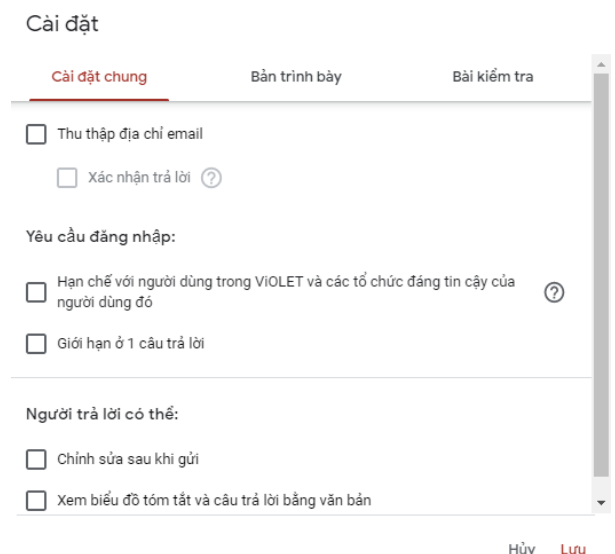 Cài đặt
Cài đặt chung
Bản trình bày
Bài kiểm tra
Thu thập địa chỉ email
Xác nhận trả lời
Yêu cầu đăng nhập:
Hạn chế với người dùng trong ViOLET và các tổ chức đáng tin cậy của
người dùng đó
Giới hạn ở 1 câu trả lời
Người trả lời có thể:
Chỉnh sửa sau khi gửi
Xem biểu đồ tóm tắt và câu trả lời bằng văn bản
Hủy Lưu